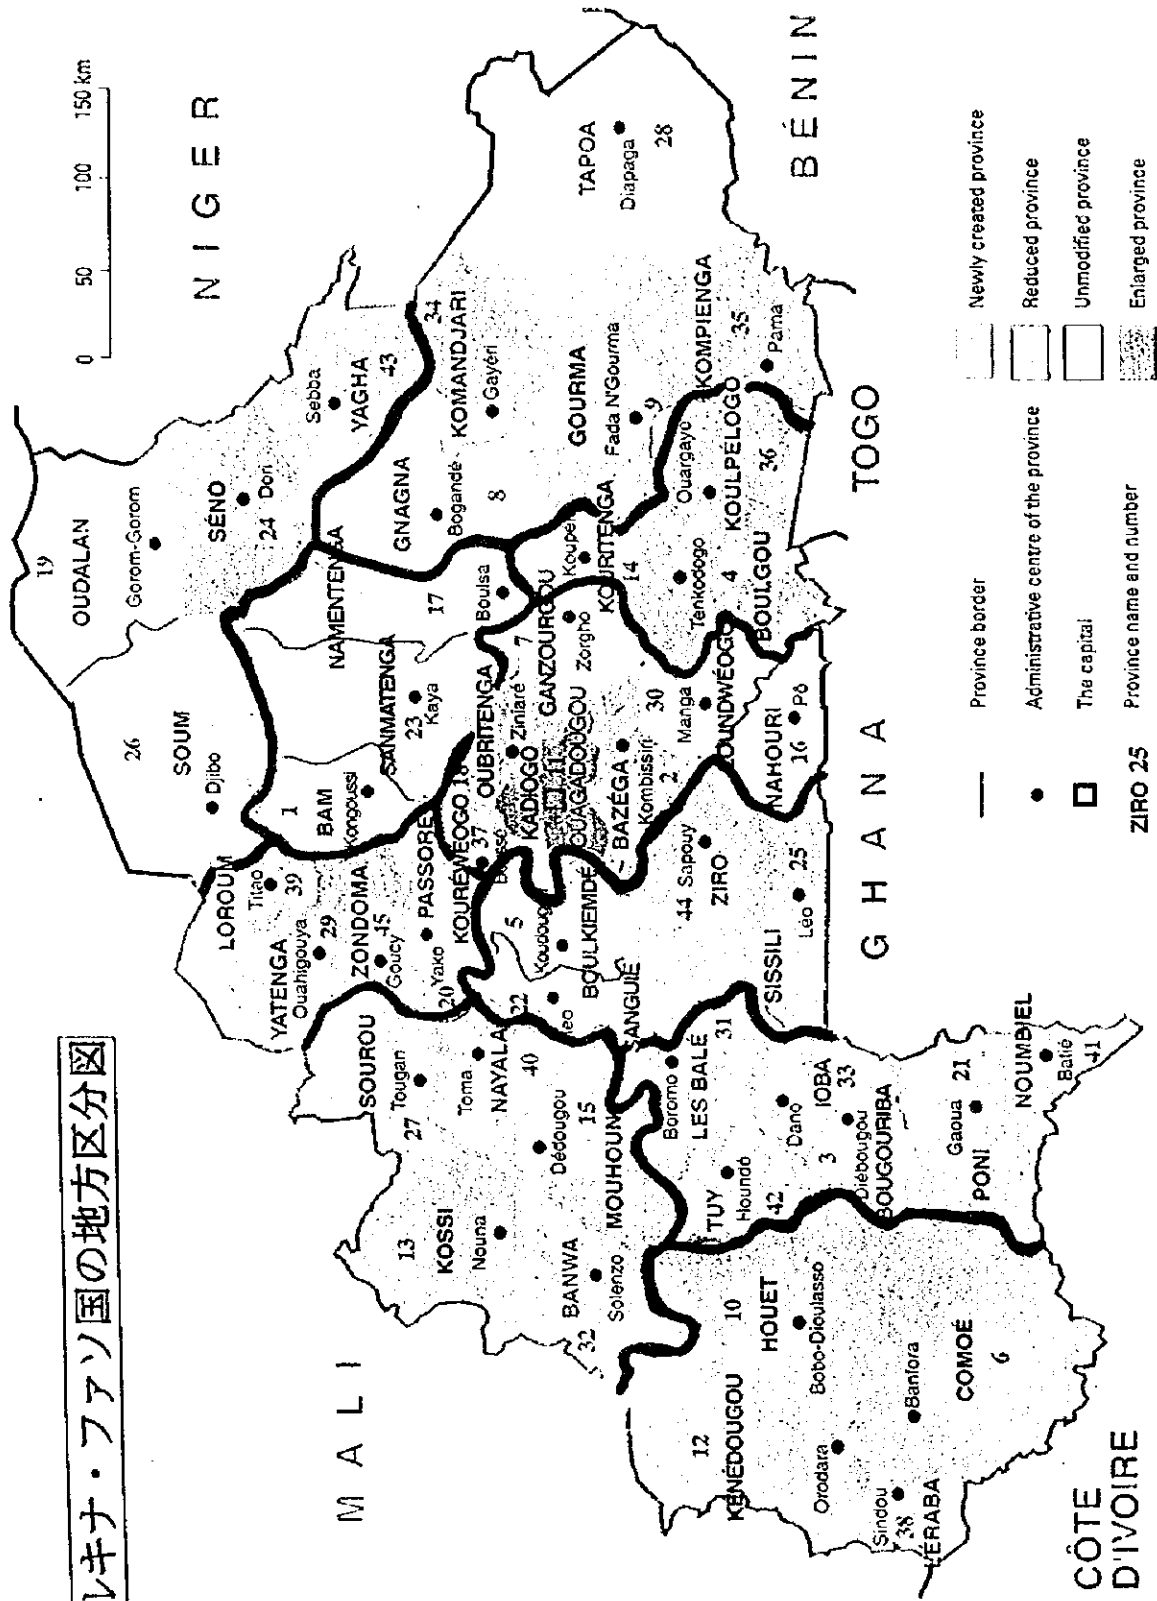 ルキナ・ファソ国の地方区分図
0 50 100 150 km
NIGER
MALI
BÉNIN
TOGO
GHANA
CÔTE
D'IVOIRE
19
OUDALAN
Gorom-Gorom
26
SOUM
Djibo
SÉNO
24
Dori
Sebba
YAGHA
43
LOROUM
Titao
39
YATENGA
Ouahigouya
29
ZONDOMA
45
Goucy
PASSORÉ
Yako
20
1
BAM
Kongoussi
SANMATENGA
23
Kaya
NAMENTENGA
17
Boulsa
GNAGNA
Bogandé
8
34
KOMANDJARI
Gayéri
GOURMA
Fada N'Gourma
9
TAPOA
Diapaga
28
KOMPIENGA
35
Pama
Ouargaye
KOULPÉLOGO
36
Tenkodogo
4
BOULGOU
KOURITENGA
14
7
GANZOURGOU
Zorgho
OUBRITENGA
18
Ziniaré
KOUREWÉOGO
37
KADIOGO
11
OUAGADOUGOU
BAZÉGA
Kombissiri
2
30
Manga
ZOUNDWÉOGO
NAHOURI
16
Pô
44
Sapouy
ZIRO
SISSILI
Léo
25
5
BOULKIEMDÉ
22
SOUROU
Tougan
27
Toma
NAYALA
40
13
KOSSI
Nouna
Dédougou
15
MOUHOUN
BANWA
Solenzo
32
Boromo
LES BALÉ
31
TUY
Houndé
42
Dano
IOBA
33
3
Diébougou
BOUGOURIBA
Gaoua
21
PONI
NOUMBIEL
Batié
41
10
HOUET
Bobo-Dioulasso
12
KENÉDOUGOU
Orodara
Banfora
COMOÉ
6
Sindou
38
LÉRABA
Province border
Administrative centre of the province
The capital
ZIRO 25 Province name and number
Newly created province
Reduced province
Unmodified province
Enlarged province